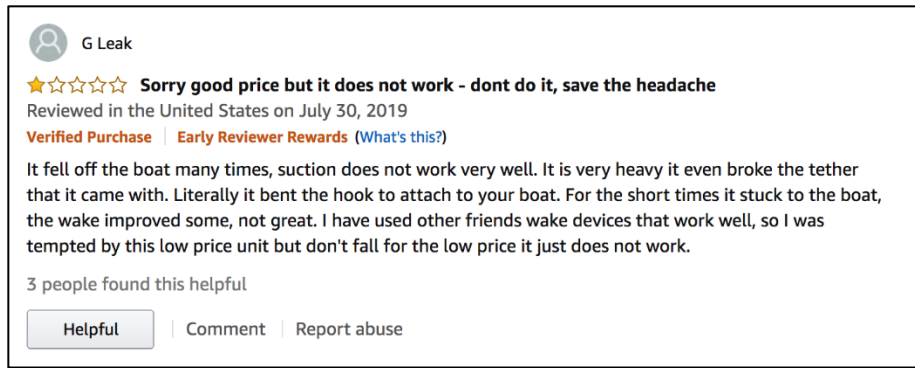 G Leak
Sorry good price but it does not work - dont do it, save the headache
Reviewed in the United States on July 30, 2019
Verified Purchase | Early Reviewer Rewards (What's this?)
It fell off the boat many times, suction does not work very well. It is very heavy it even broke the tether
that it came with. Literally it bent the hook to attach to your boat. For the short times it stuck to the boat,
the wake improved some, not great. I have used other friends wake devices that work well, so I was
tempted by this low price unit but don't fall for the low price it just does not work.
3 people found this helpful
Helpful | Comment | Report abuse